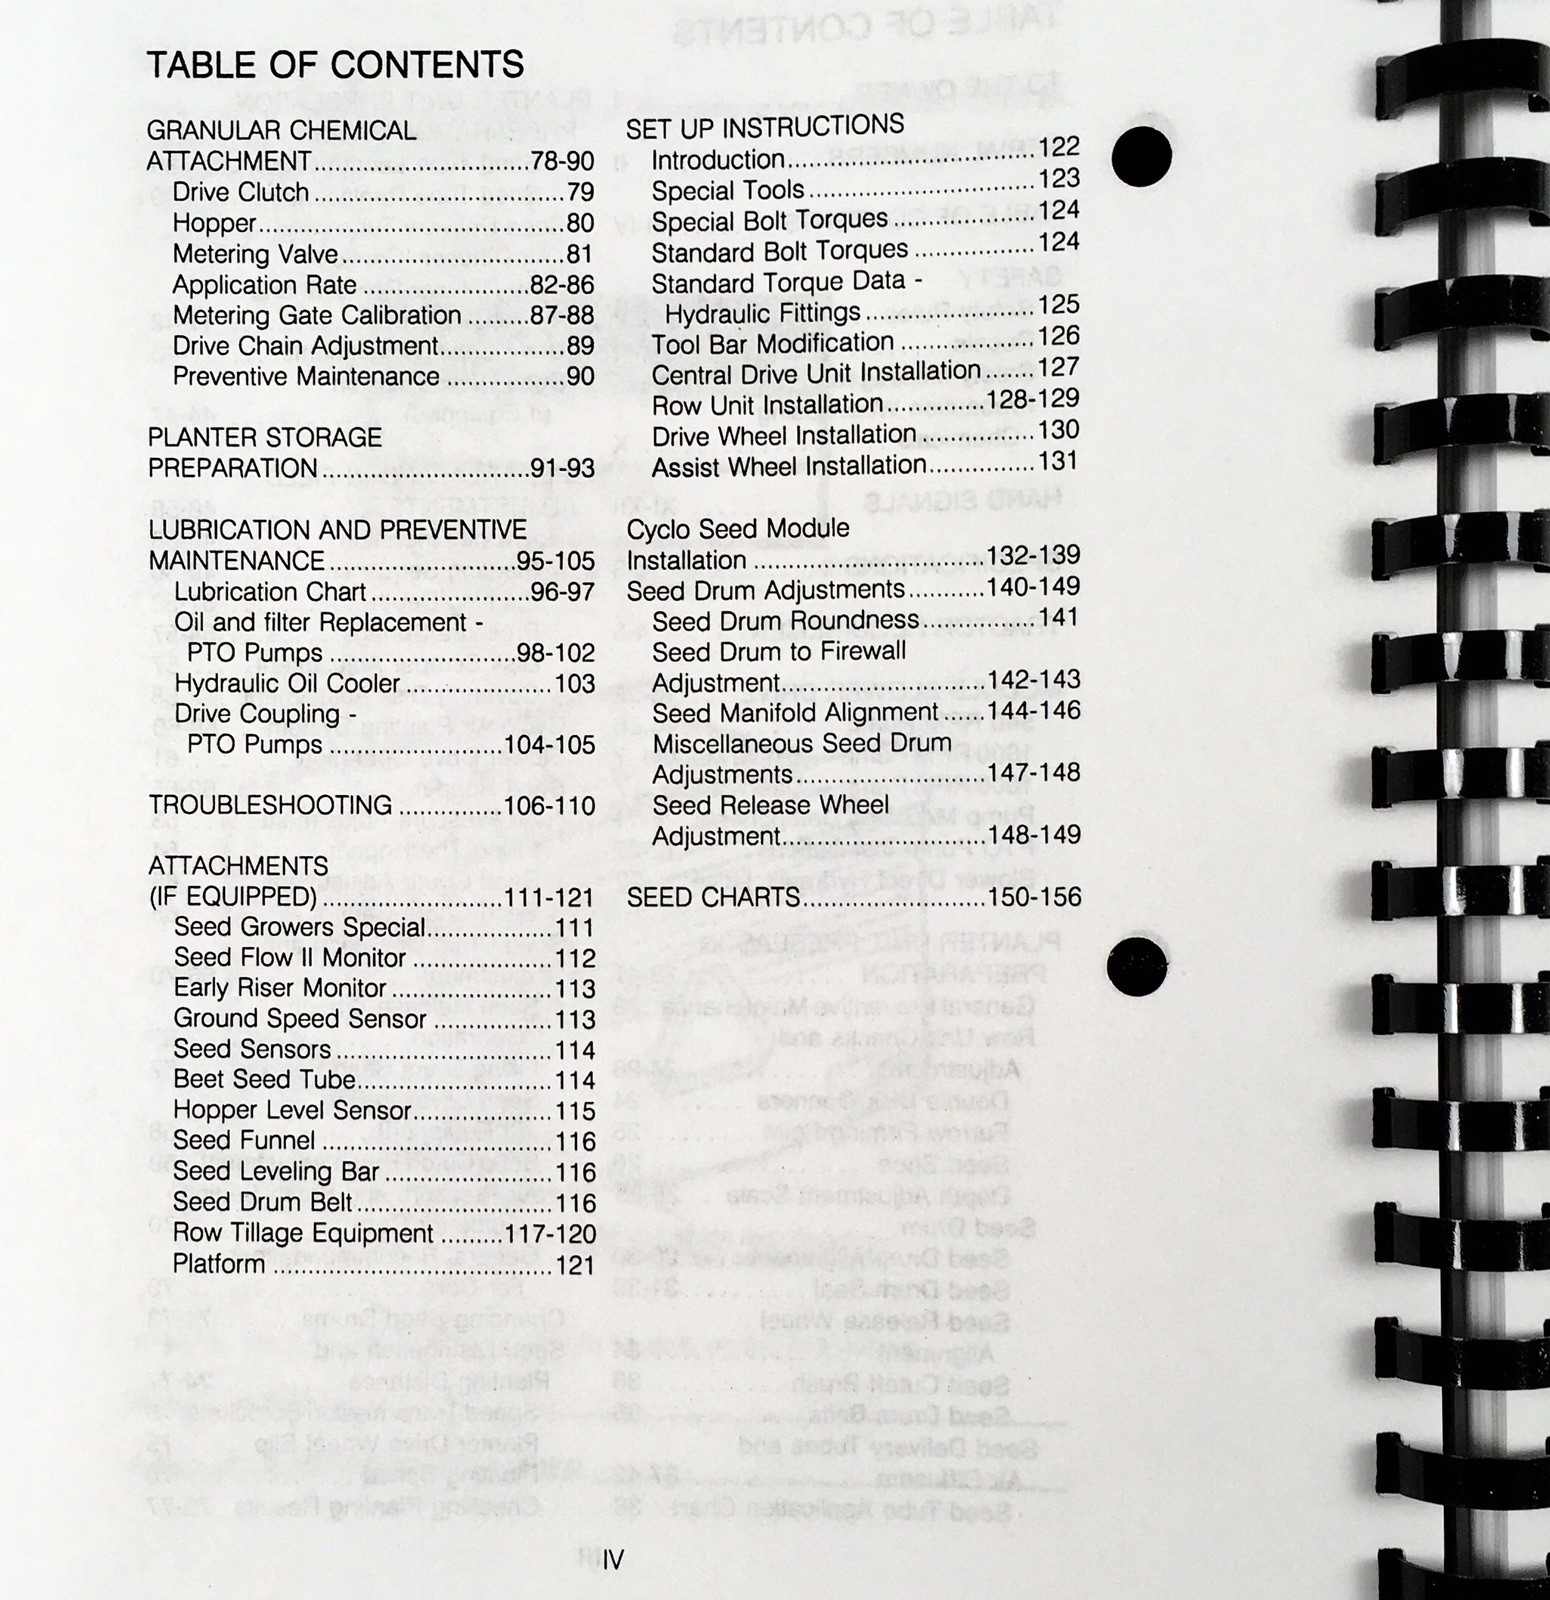 TABLE OF CONTENTS
GRANULAR CHEMICAL
ATTACHMENT....................................78-90
Drive Clutch....................................79
Hopper............................................80
Metering Valve................................81
Application Rate........................82-86
Metering Gate Calibration.........87-88
Drive Chain Adjustment..................89
Preventive Maintenance.................90
PLANTER STORAGE
PREPARATION..............................91-93
LUBRICATION AND PREVENTIVE
MAINTENANCE...........................95-105
Lubrication Chart.......................96-97
Oil and filter Replacement -
PTO Pumps...........................98-102
Hydraulic Oil Cooler.....................103
Drive Coupling -
PTO Pumps.........................104-105
TROUBLESHOOTING...............106-110
ATTACHMENTS
(IF EQUIPPED)..........................111-121
Seed Growers Special..................111
Seed Flow II Monitor....................112
Early Riser Monitor.......................113
Ground Speed Sensor.................113
Seed Sensors...............................114
Beet Seed Tube............................114
Hopper Level Sensor....................115
Seed Funnel.................................116
Seed Leveling Bar........................116
Seed Drum Belt............................116
Row Tillage Equipment.........117-120
Platform........................................121
SET UP INSTRUCTIONS
Introduction...................................122
Special Tools................................123
Special Bolt Torques....................124
Standard Bolt Torques.................124
Standard Torque Data -
Hydraulic Fittings........................125
Tool Bar Modification...................126
Central Drive Unit Installation.......127
Row Unit Installation..............128-129
Drive Wheel Installation................130
Assist Wheel Installation...............131
Cyclo Seed Module
Installation.................................132-139
Seed Drum Adjustments...........140-149
Seed Drum Roundness................141
Seed Drum to Firewall
Adjustment.............................142-143
Seed Manifold Alignment......144-146
Miscellaneous Seed Drum
Adjustments...........................147-148
Seed Release Wheel
Adjustment.............................148-149
SEED CHARTS..........................150-156
IV